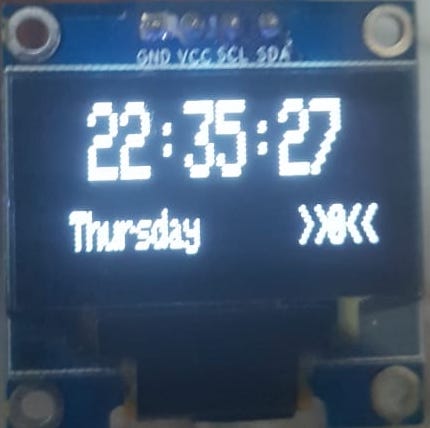 GND VCC SCL SDA
22:35:27
Thursday >>0<<